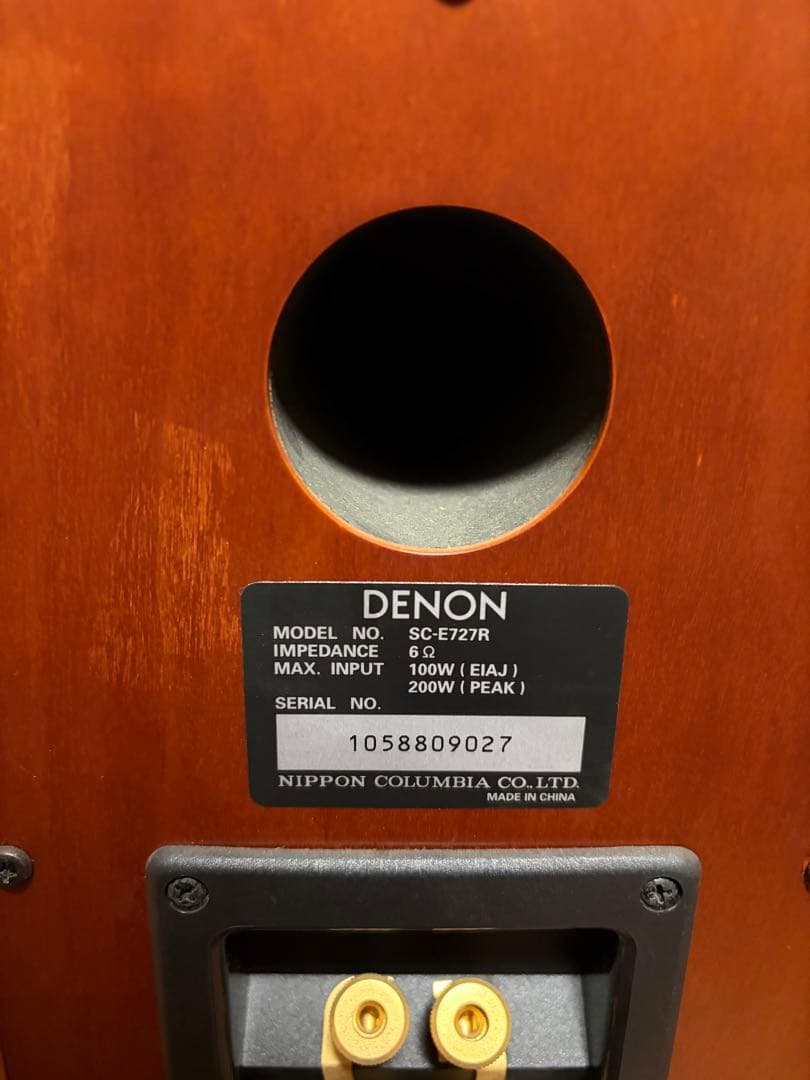 DENON
MODEL NO. SC-E727R
IMPEDANCE 6Ω
MAX. INPUT 100W (EIAJ)
200W (PEAK)
SERIAL NO.
1058809027
NIPPON COLUMBIA CO.,LTD.
MADE IN CHINA